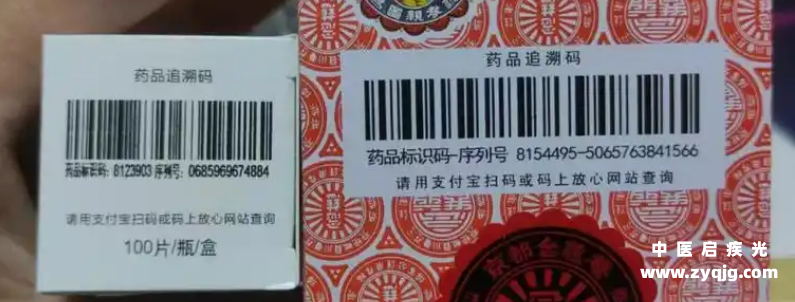 药品追溯码
药品标识码: 8123903 序列号: 0685969674884
请用支付宝扫码或码上放心网站查询
100片/瓶/盒
药品追溯码
药品标识码-序列号 8154495-5065763841566
请用支付宝扫码或码上放心网站查询
中医启疾光
www.zyqjg.com